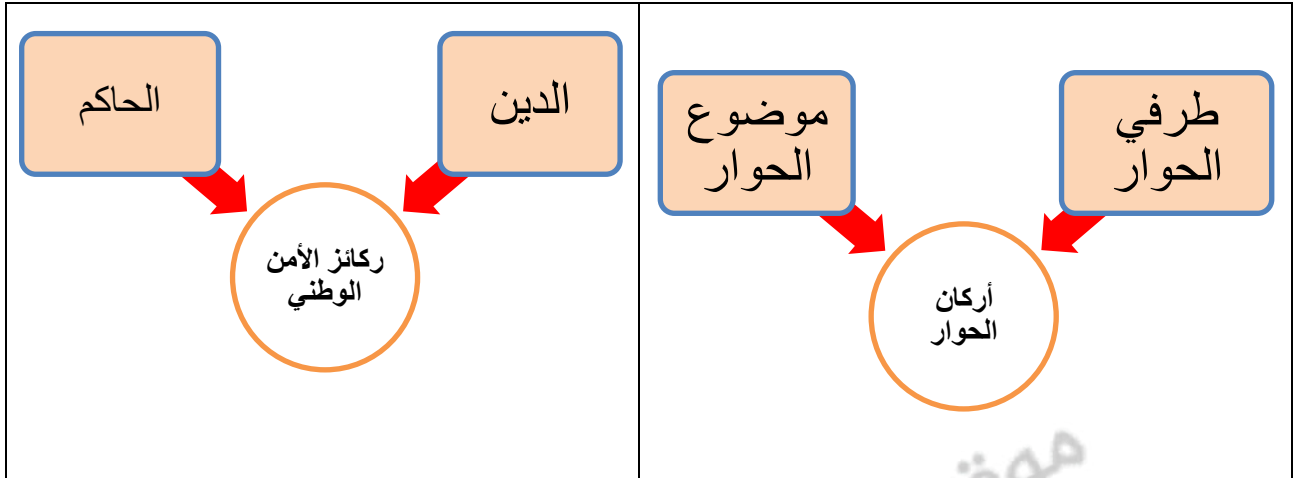 طرفي
الحوار
موضوع
الحوار
أركان
الحوار
الدين
الحاكم
ركائز الأمن
الوطني